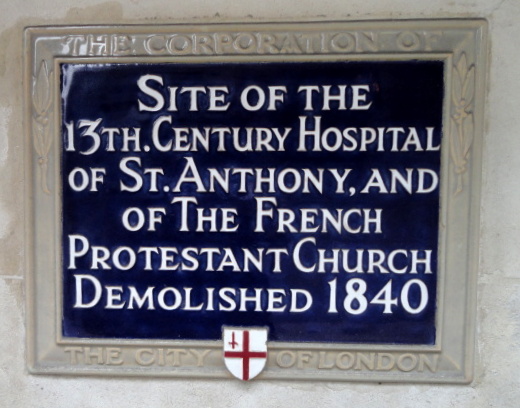 THE CORPORATION OF
SITE OF THE
13TH. CENTURY HOSPITAL
OF ST. ANTHONY, AND
OF THE FRENCH
PROTESTANT CHURCH
DEMOLISHED 1840
THE CITY OF LONDON